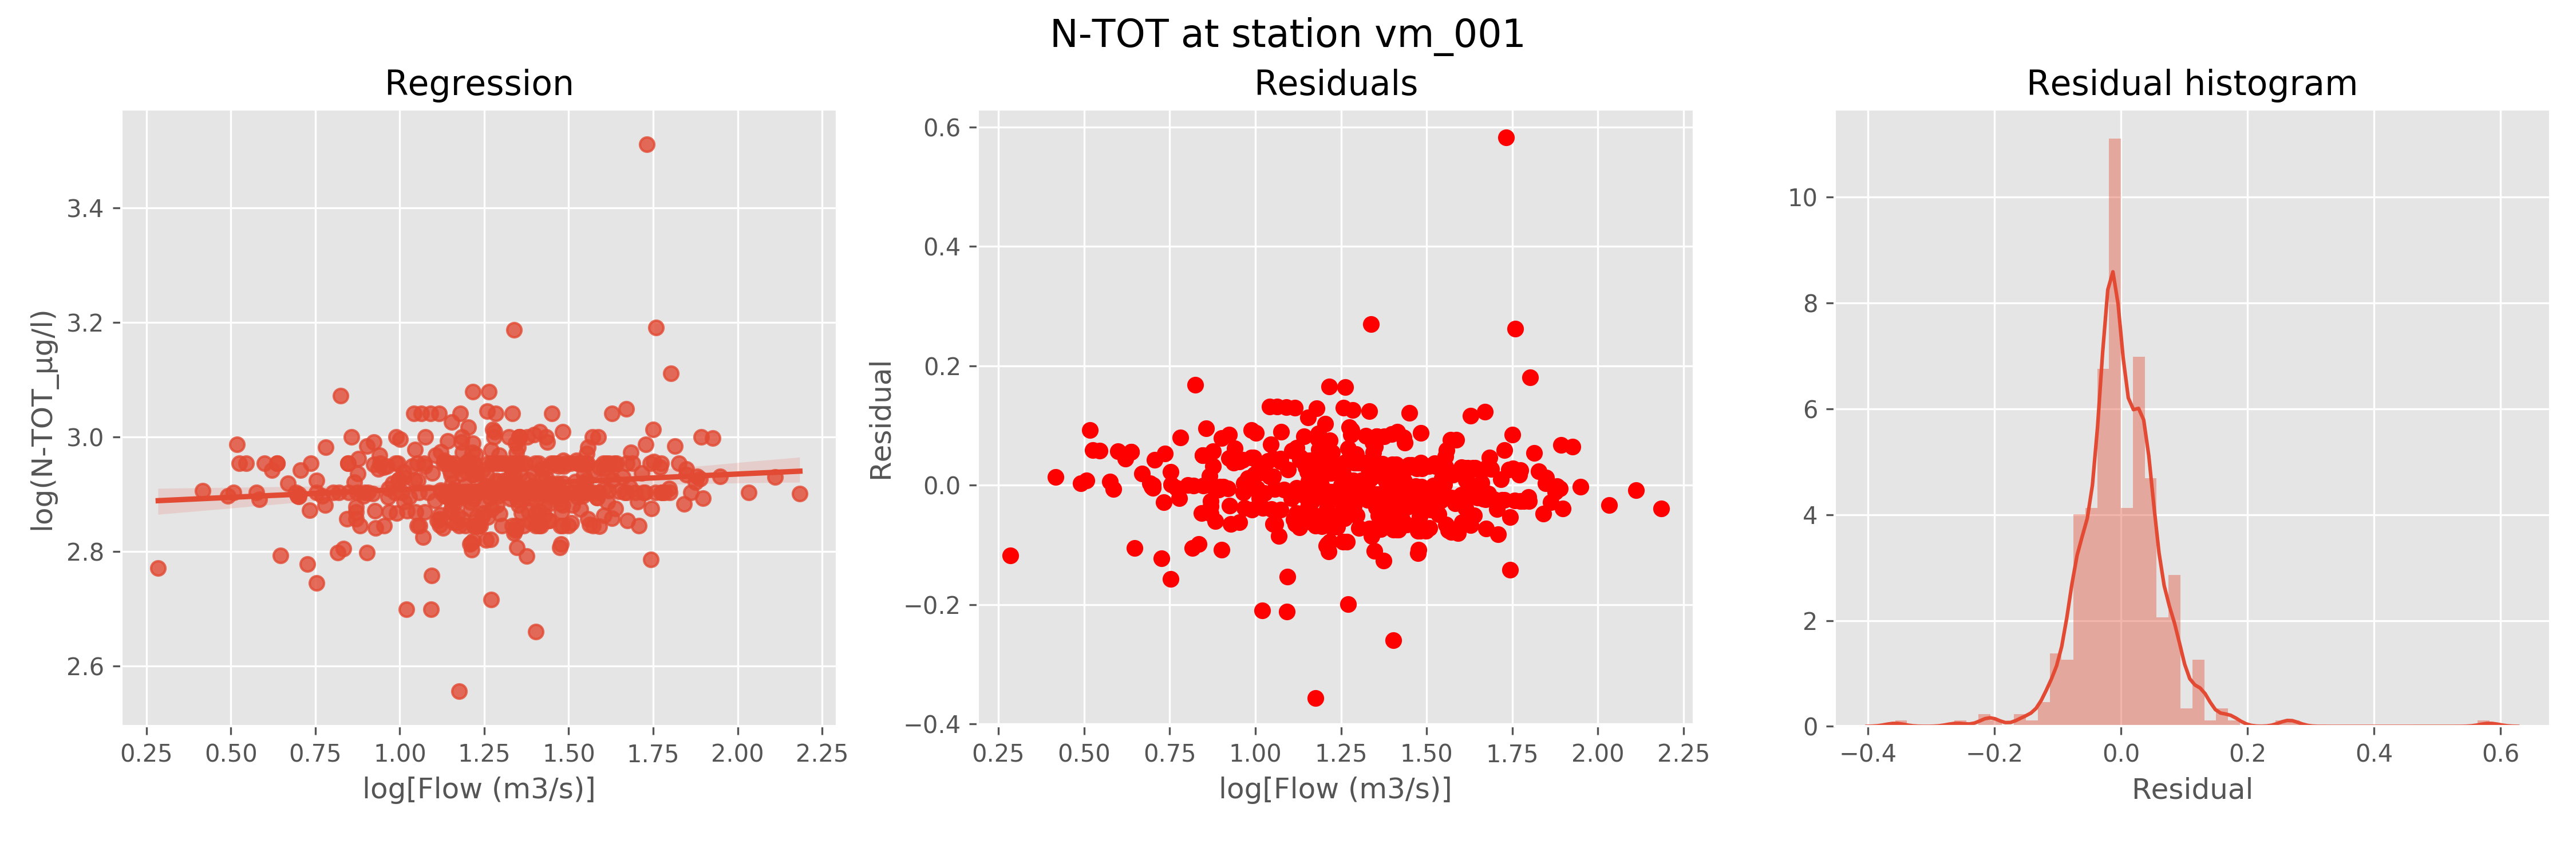 N-TOT at station vm_001
Regression
Residuals
Residual histogram
3.4
3.2
3.0
2.8
2.6
log(N-TOT_µg/l)
0.25 0.50 0.75 1.00 1.25 1.50 1.75 2.00 2.25
log[Flow (m3/s)]
0.6
0.4
0.2
0.0
−0.2
−0.4
Residual
0.25 0.50 0.75 1.00 1.25 1.50 1.75 2.00 2.25
log[Flow (m3/s)]
10
8
6
4
2
0
−0.4 −0.2 0.0 0.2 0.4 0.6
Residual